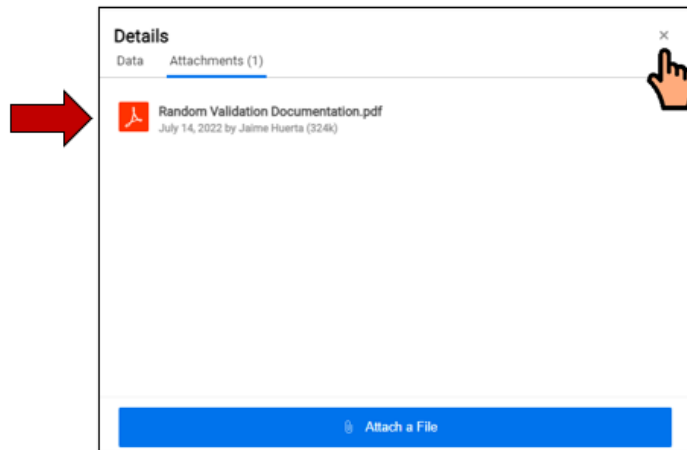 Details
×
Data Attachments (1)
Random Validation Documentation.pdf
July 14, 2022 by Jaime Huerta (324k)
Attach a File